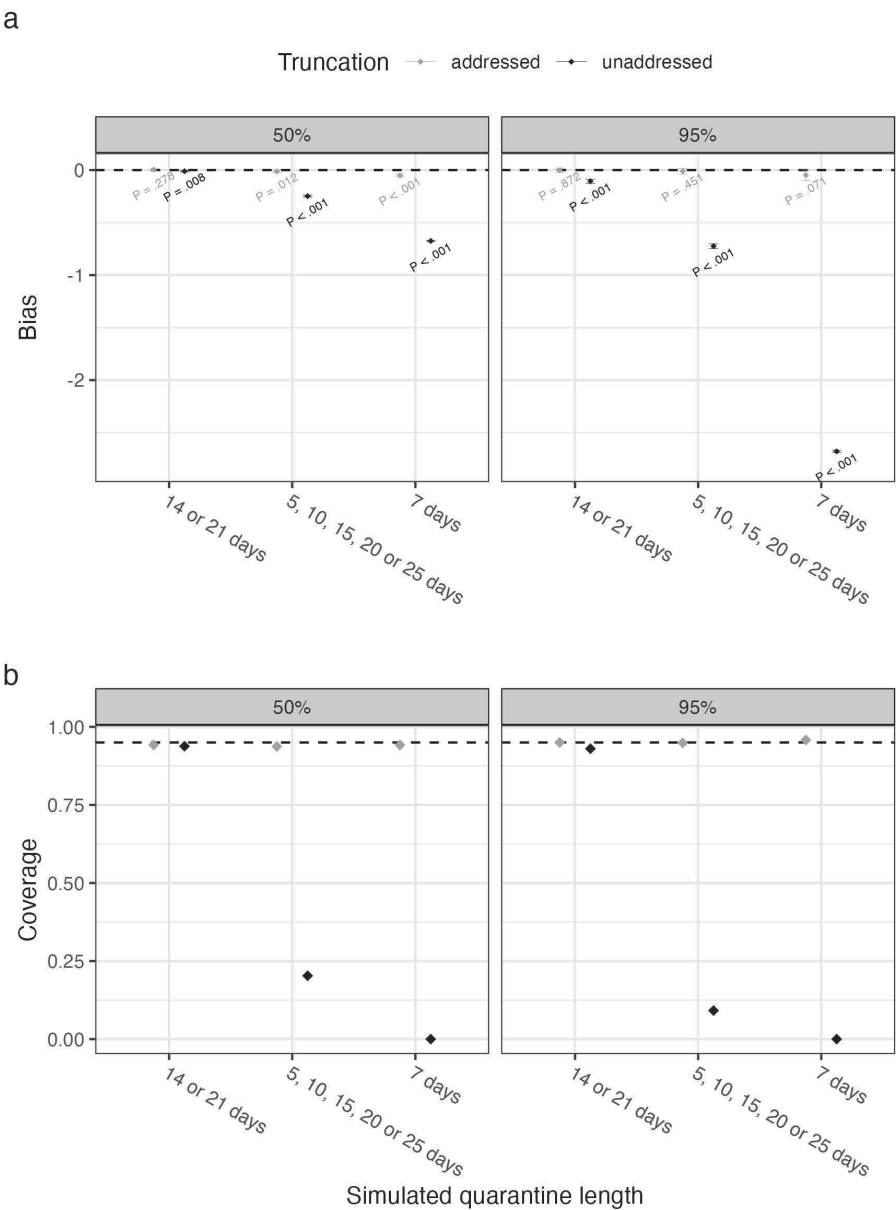 a
Truncation addressed unaddressed
50% 95%
0
P = .278 P = .008 P = .012 P < .001 P < .001 P < .001
P = .872 P < .001 P = .451 P < .001 P = .071 P < .001
-1
-2
Bias
14 or 21 days 5, 10, 15, 20 or 25 days 7 days 14 or 21 days 5, 10, 15, 20 or 25 days 7 days
b
50% 95%
1.00
0.75
0.50
0.25
0.00
Coverage
14 or 21 days 5, 10, 15, 20 or 25 days 7 days 14 or 21 days 5, 10, 15, 20 or 25 days 7 days
Simulated quarantine length